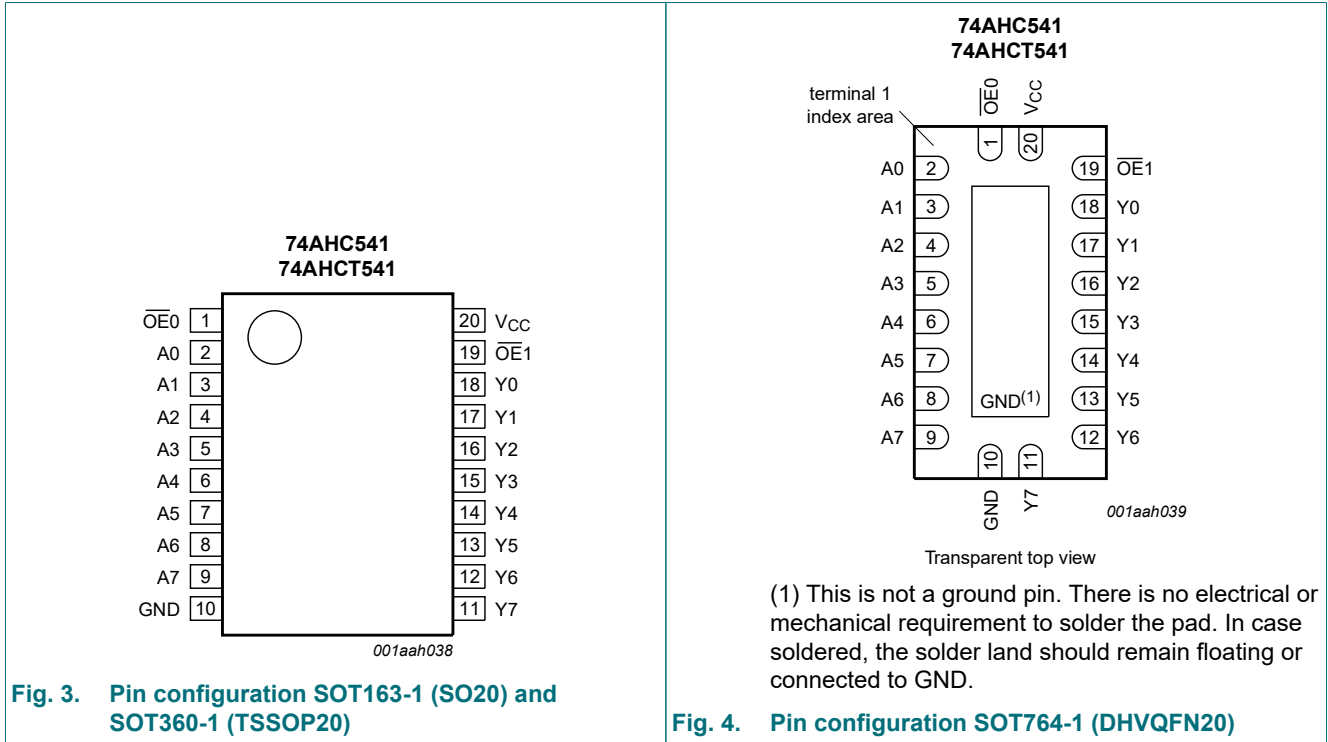 74AHC541
74AHCT541
OE0 1
A0 2
A1 3
A2 4
A3 5
A4 6
A5 7
A6 8
A7 9
GND 10
20 VCC
19 OE1
18 Y0
17 Y1
16 Y2
15 Y3
14 Y4
13 Y5
12 Y6
11 Y7
001aah038
Fig. 3. Pin configuration SOT163-1 (SO20) and
SOT360-1 (TSSOP20)
74AHC541
74AHCT541
terminal 1
index area
OE0
VCC
1
20
A0 2
A1 3
A2 4
A3 5
A4 6
A5 7
A6 8
A7 9
19 OE1
18 Y0
17 Y1
16 Y2
15 Y3
14 Y4
13 Y5
12 Y6
GND(1)
10
11
GND
Y7
001aah039
Transparent top view
(1) This is not a ground pin. There is no electrical or
mechanical requirement to solder the pad. In case
soldered, the solder land should remain floating or
connected to GND.
Fig. 4. Pin configuration SOT764-1 (DHVQFN20)